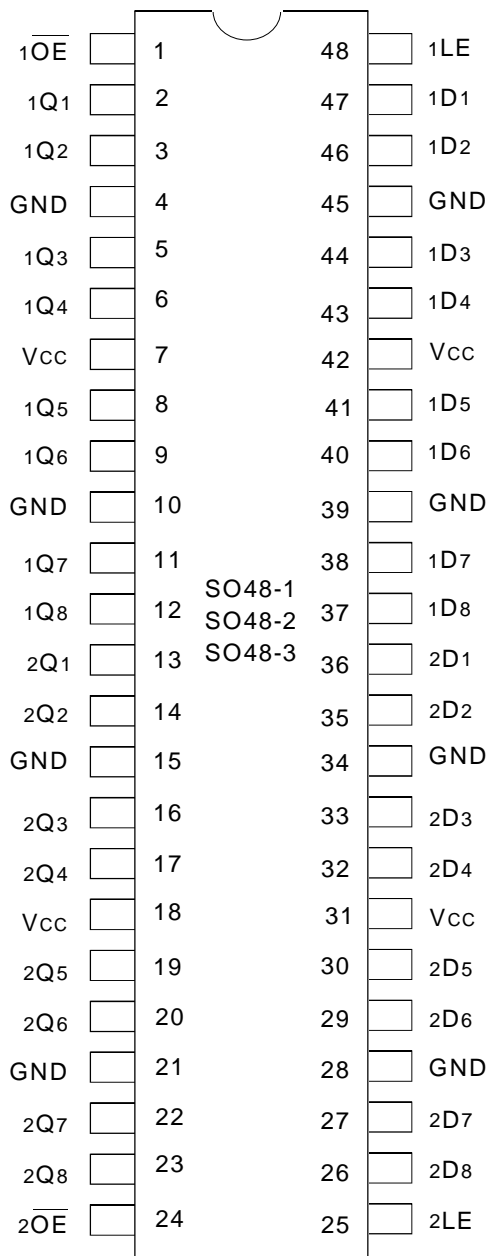 1O̅E̅ 1 48 1LE
1Q1 2 47 1D1
1Q2 3 46 1D2
GND 4 45 GND
1Q3 5 44 1D3
1Q4 6 43 1D4
VCC 7 42 VCC
1Q5 8 41 1D5
1Q6 9 40 1D6
GND 10 39 GND
1Q7 11 38 1D7
SO48-1
1Q8 12 37 1D8
SO48-2
SO48-3
2Q1 13 36 2D1
2Q2 14 35 2D2
GND 15 34 GND
2Q3 16 33 2D3
2Q4 17 32 2D4
VCC 18 31 VCC
2Q5 19 30 2D5
2Q6 20 29 2D6
GND 21 28 GND
2Q7 22 27 2D7
2Q8 23 26 2D8
2O̅E̅ 24 25 2LE